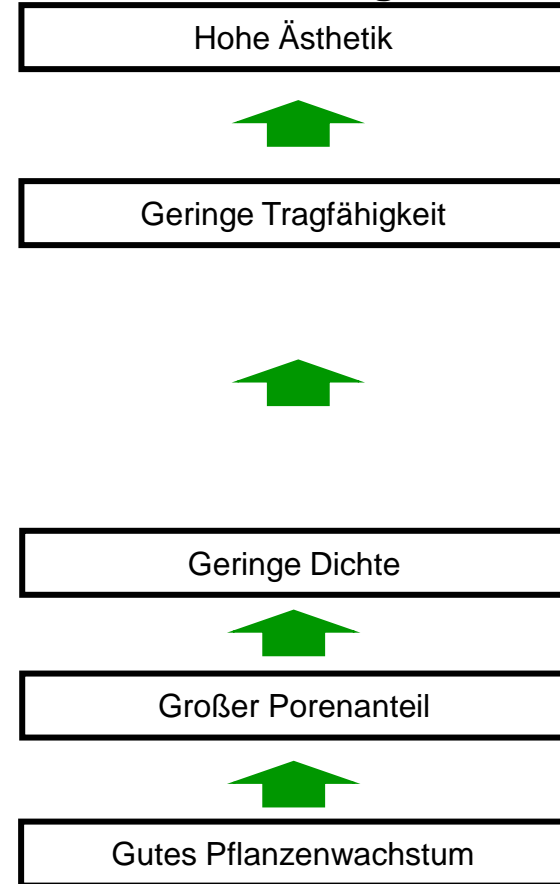 Hohe Ästhetik
Geringe Tragfähigkeit
Geringe Dichte
Großer Porenanteil
Gutes Pflanzenwachstum